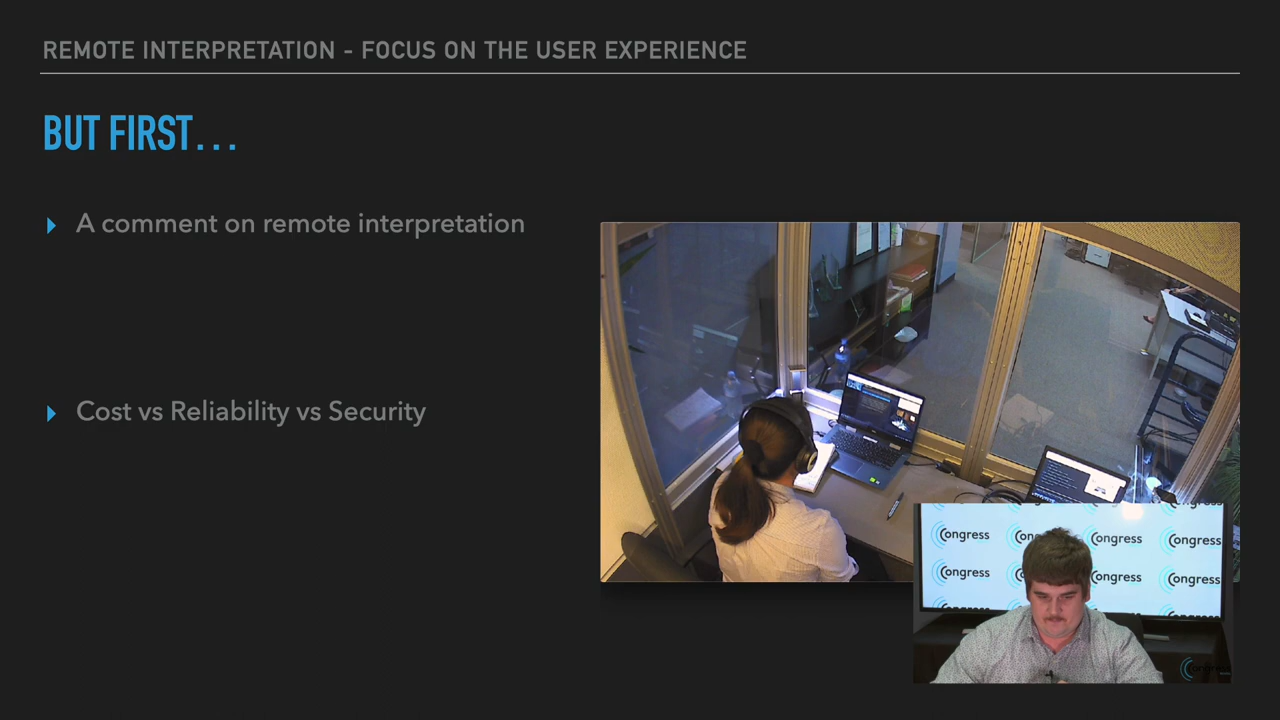 REMOTE INTERPRETATION - FOCUS ON THE USER EXPERIENCE
BUT FIRST...
A comment on remote interpretation
Cost vs Reliability vs Security
Congress Congress Congress
Congress Congress Congress
Congress